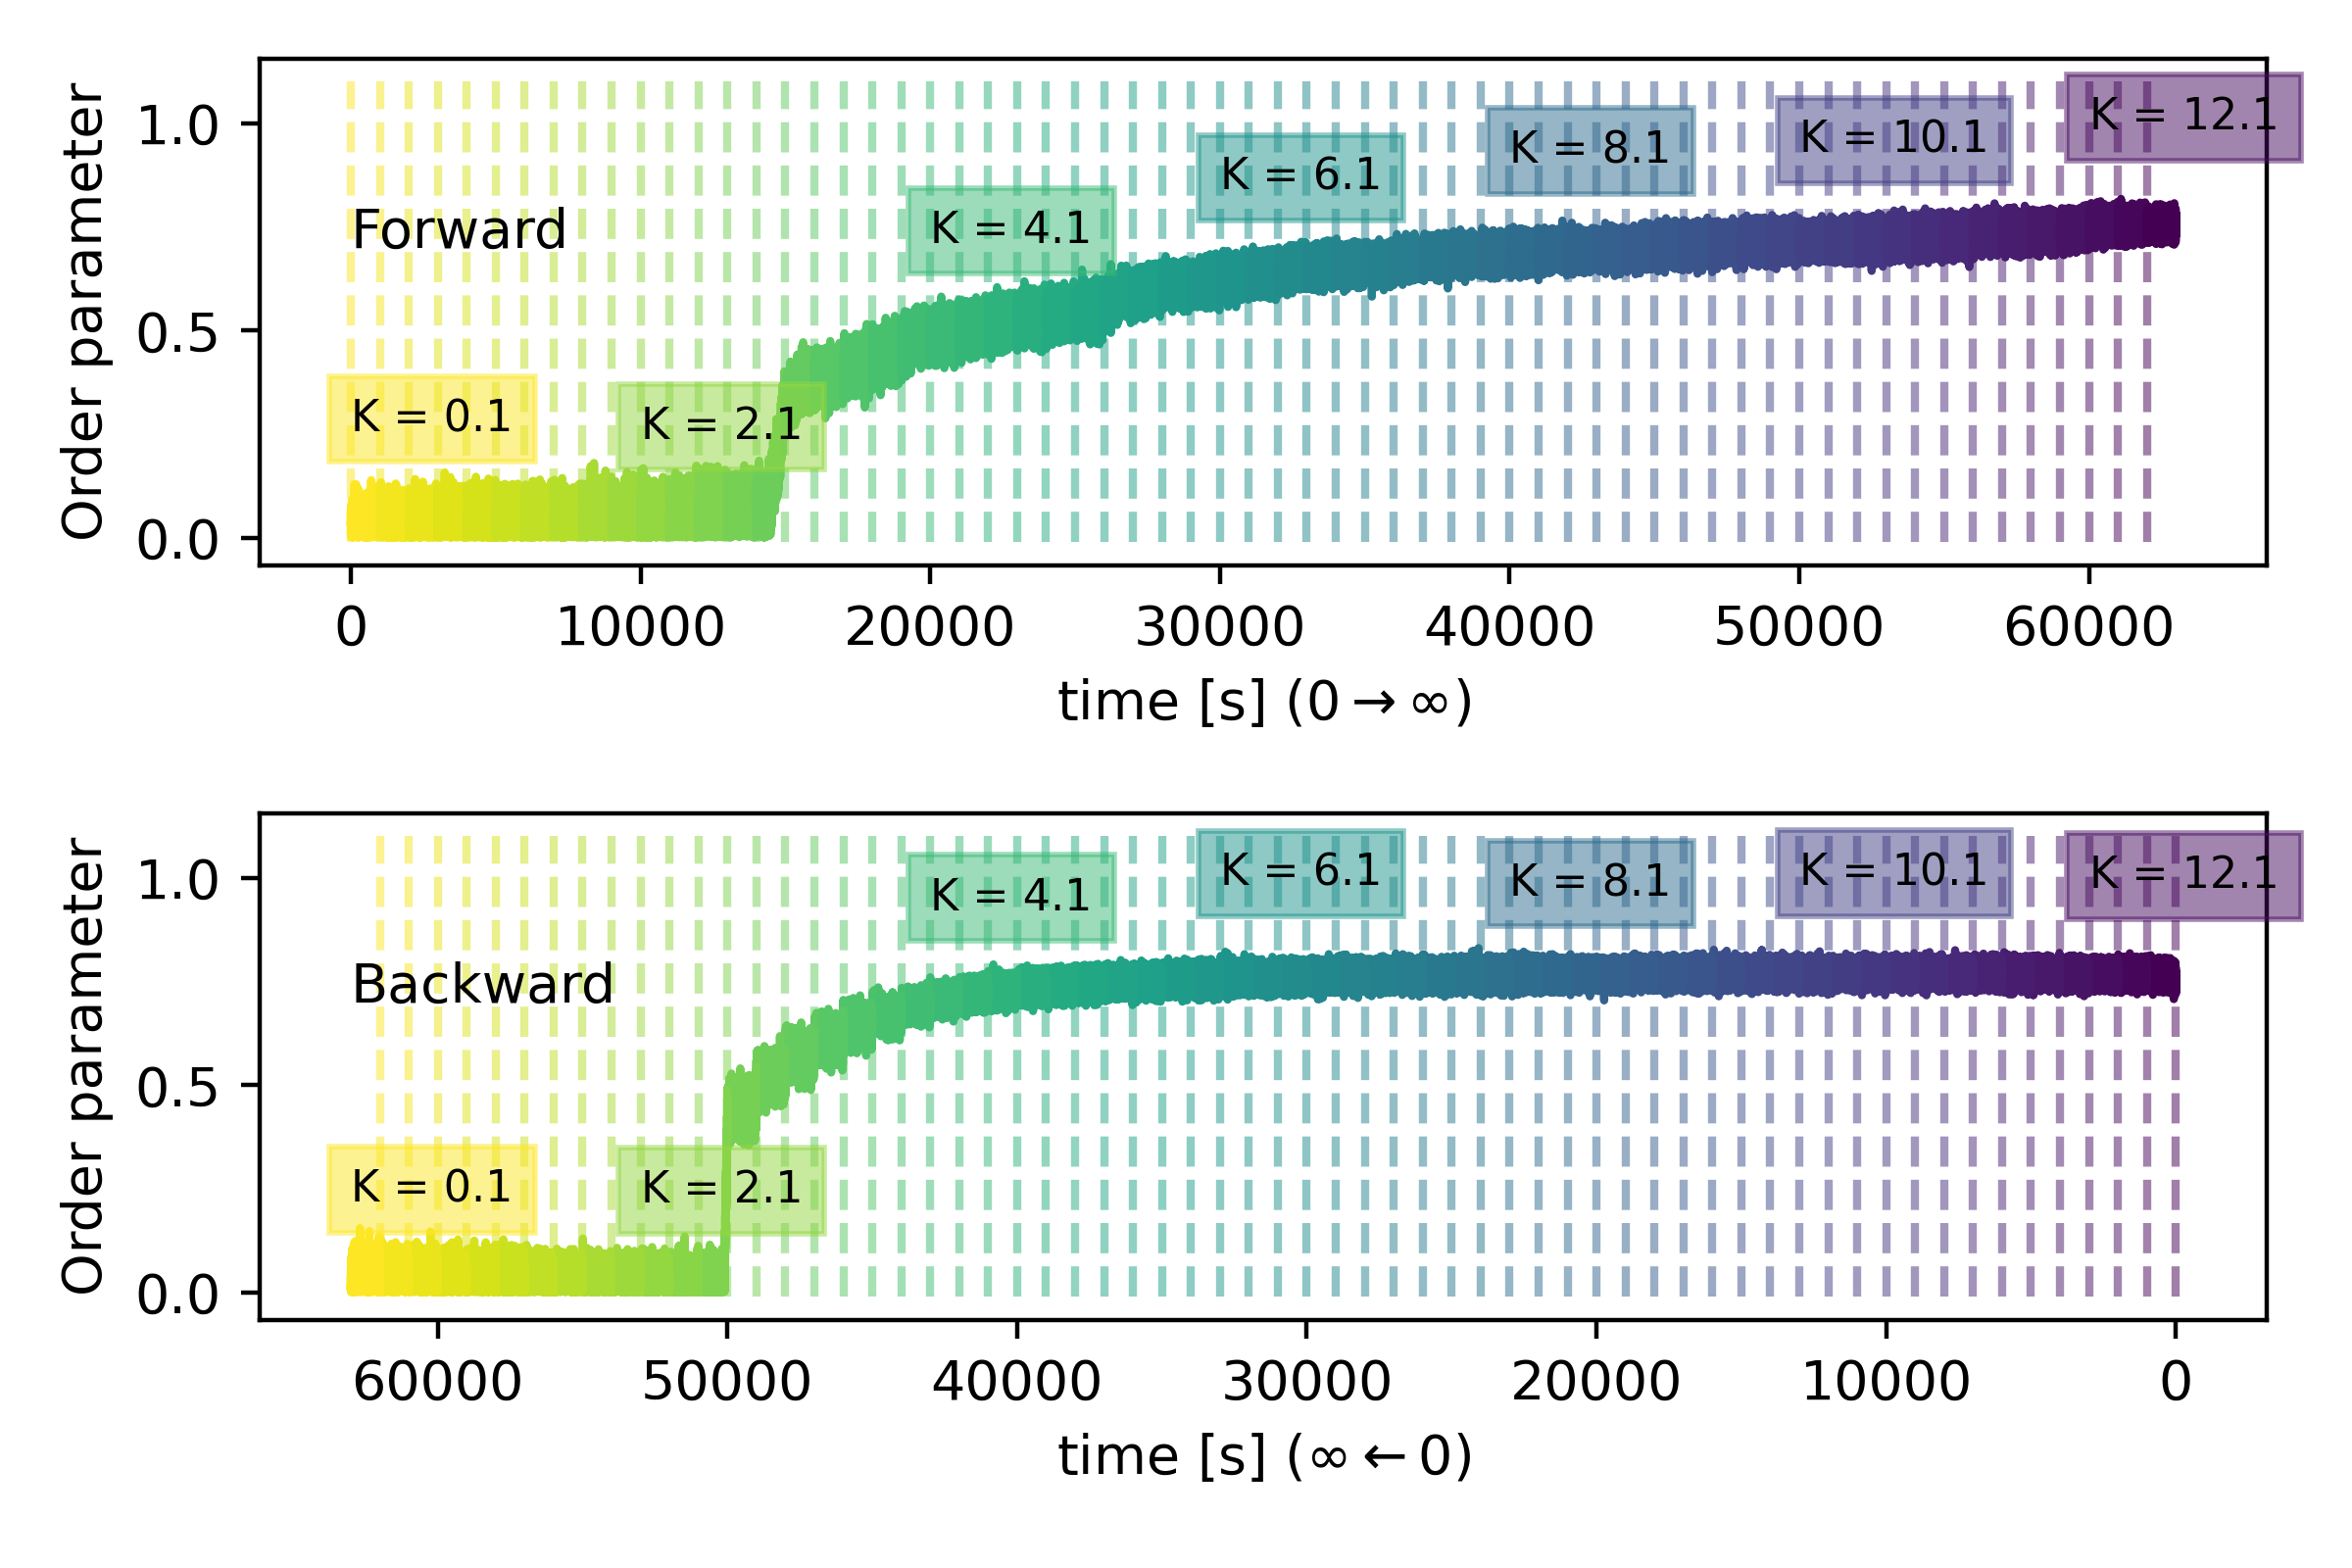 Order parameter
1.0
0.5
0.0
Forward
K = 0.1
K = 2.1
K = 4.1
K = 6.1
K = 8.1
K = 10.1
K = 12.1
0 10000 20000 30000 40000 50000 60000
time [s] (0 → ∞)
Order parameter
1.0
0.5
0.0
Backward
K = 0.1
K = 2.1
K = 4.1
K = 6.1
K = 8.1
K = 10.1
K = 12.1
60000 50000 40000 30000 20000 10000 0
time [s] (∞ ← 0)